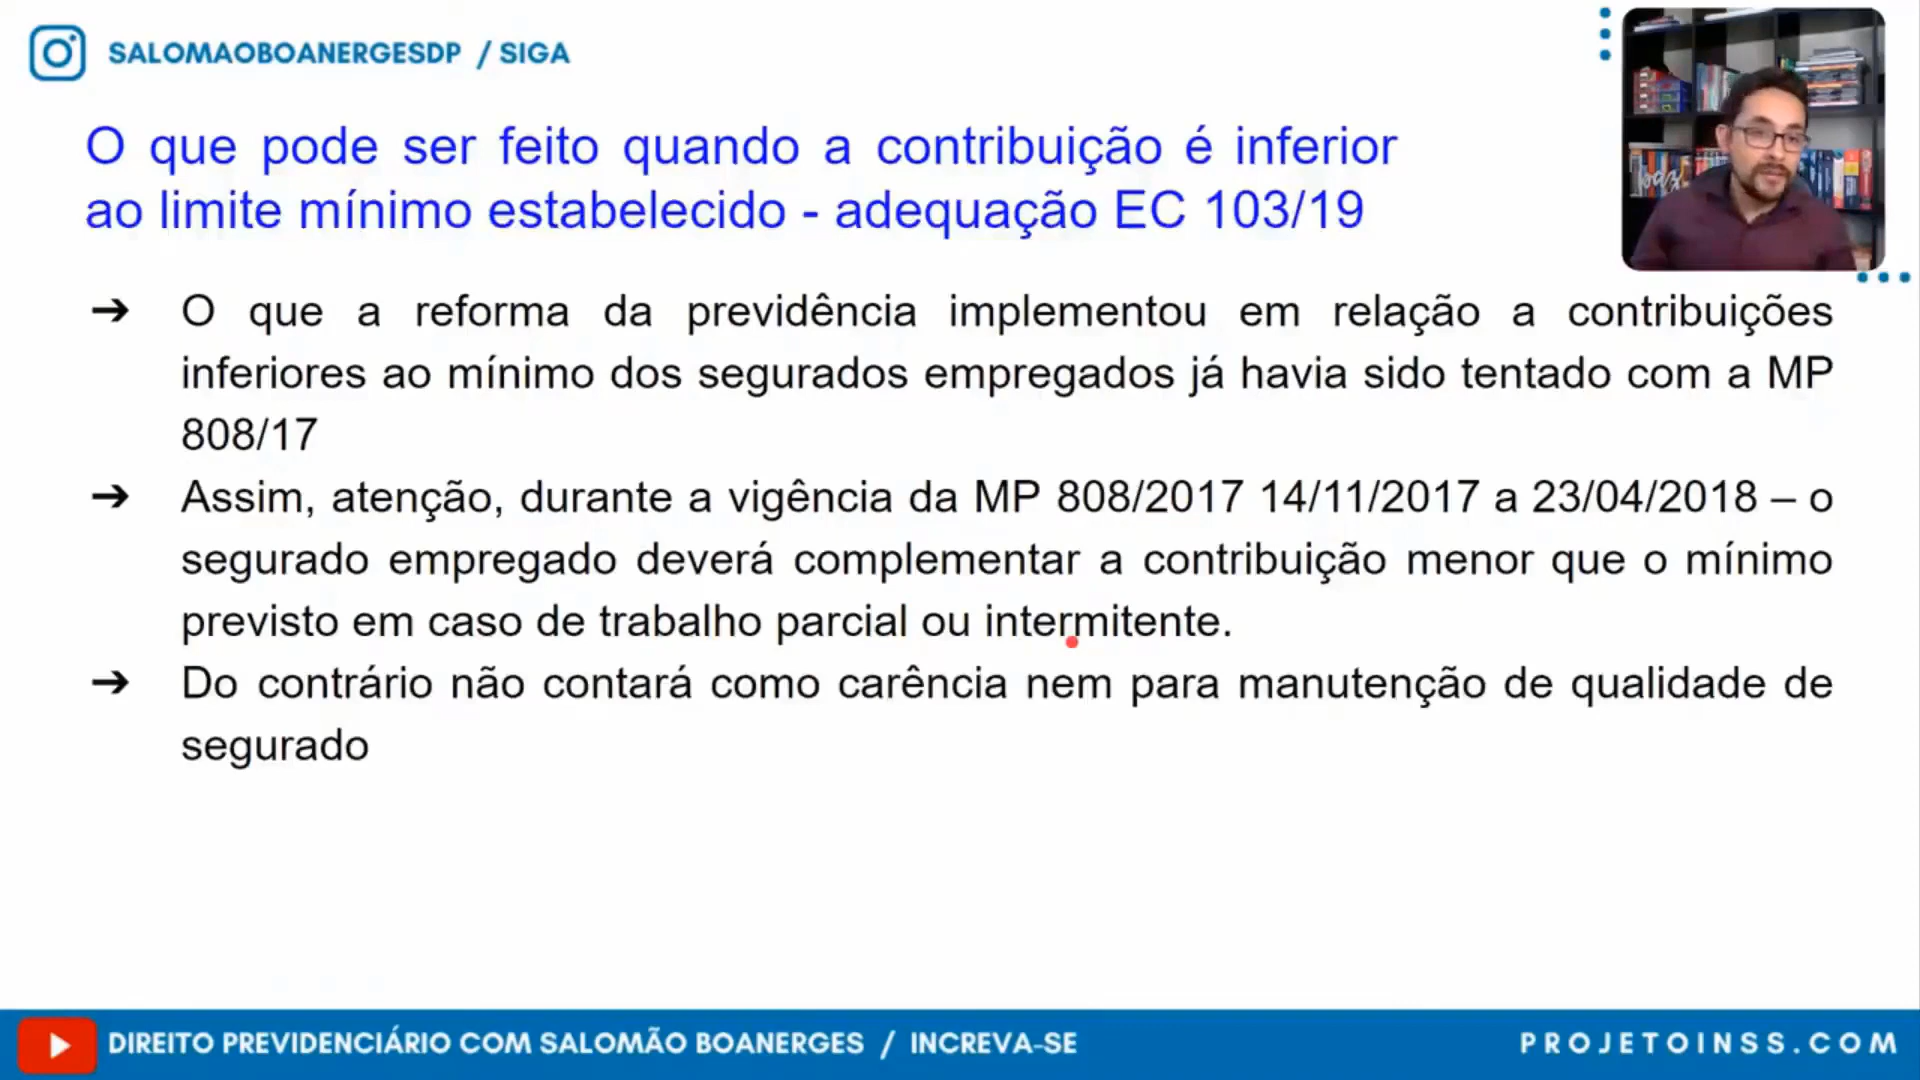 SALOMAOBOANERGESDP / SIGA
O que pode ser feito quando a contribuição é inferior
ao limite mínimo estabelecido - adequação EC 103/19
➔ O que a reforma da previdência implementou em relação a contribuições
inferiores ao mínimo dos segurados empregados já havia sido tentado com a MP
808/17
➔ Assim, atenção, durante a vigência da MP 808/2017 14/11/2017 a 23/04/2018 – o
segurado empregado deverá complementar a contribuição menor que o mínimo
previsto em caso de trabalho parcial ou intermitente.
➔ Do contrário não contará como carência nem para manutenção de qualidade de
segurado
DIREITO PREVIDENCIÁRIO COM SALOMÃO BOANERGES / INCREVA-SE
PROJETOINSS.COM